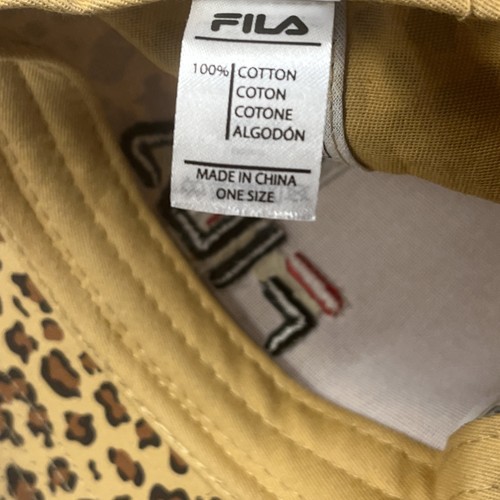 FILA
100% COTTON
COTON
COTONE
ALGODÓN
MADE IN CHINA
ONE SIZE